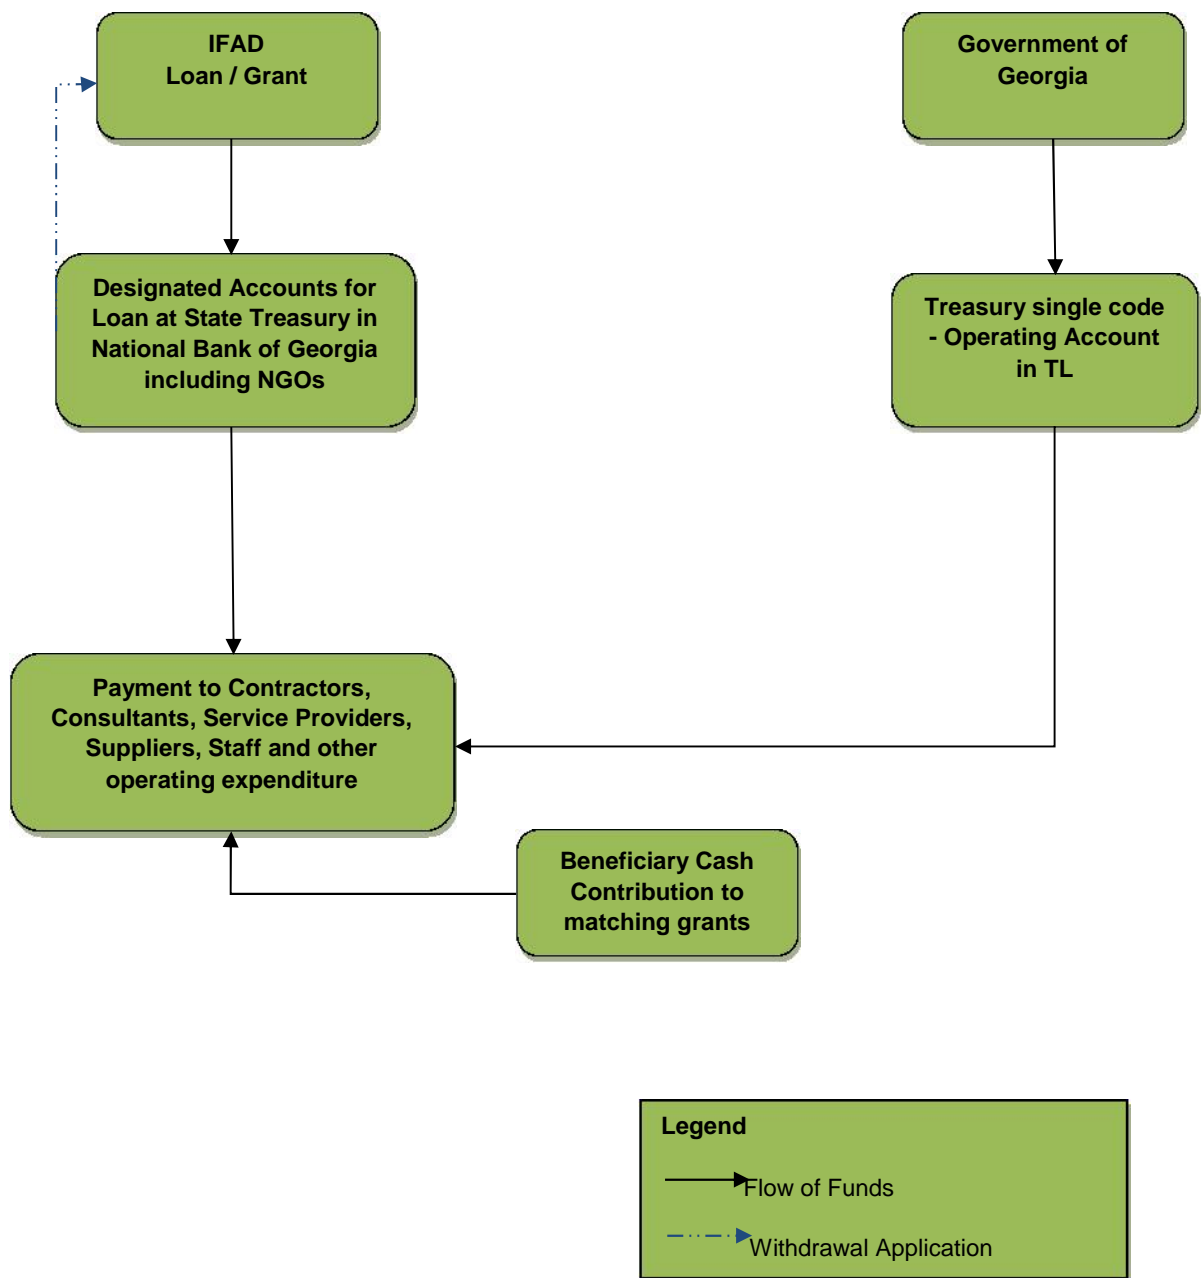 IFAD
Loan / Grant
Government of
Georgia
Designated Accounts for
Loan at State Treasury in
National Bank of Georgia
including NGOs
Treasury single code
- Operating Account
in TL
Payment to Contractors,
Consultants, Service Providers,
Suppliers, Staff and other
operating expenditure
Beneficiary Cash
Contribution to
matching grants
Legend
Flow of Funds
Withdrawal Application